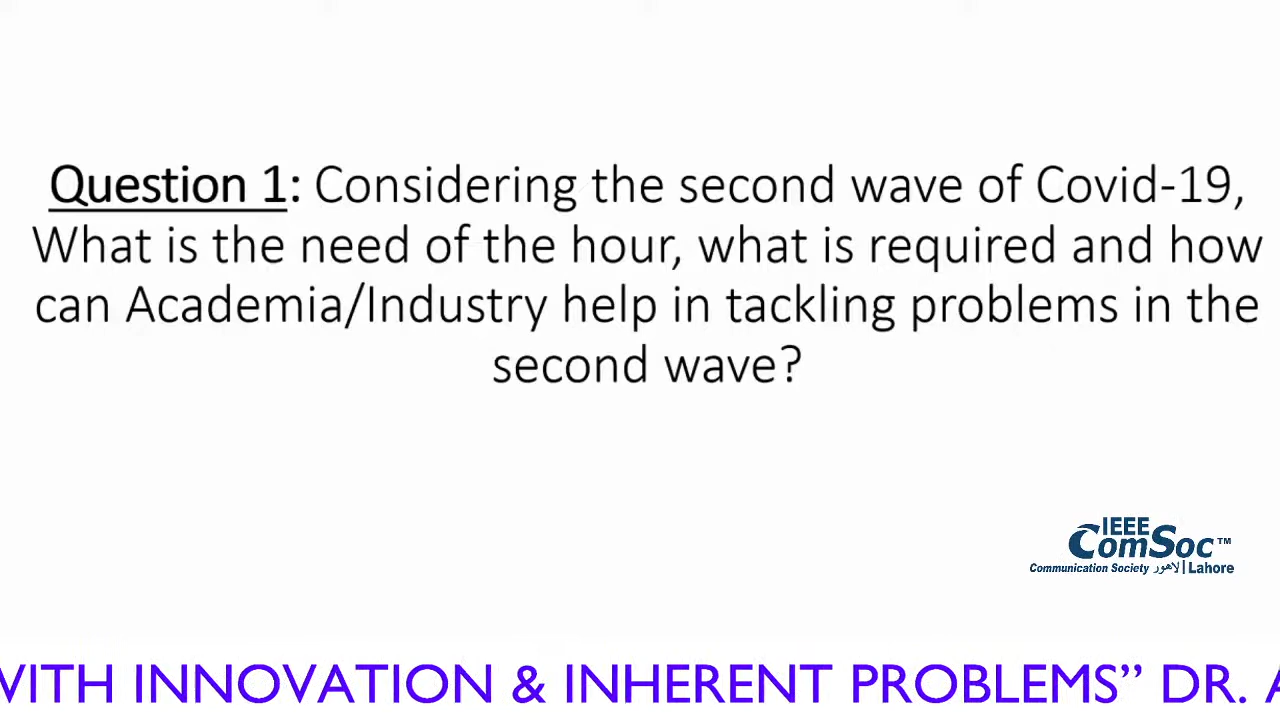 Question 1: Considering the second wave of Covid-19,
What is the need of the hour, what is required and how
can Academia/Industry help in tackling problems in the
second wave?
IEEE
ComSoc™
Communication Society لاہور | Lahore
WITH INNOVATION & INHERENT PROBLEMS” DR. A